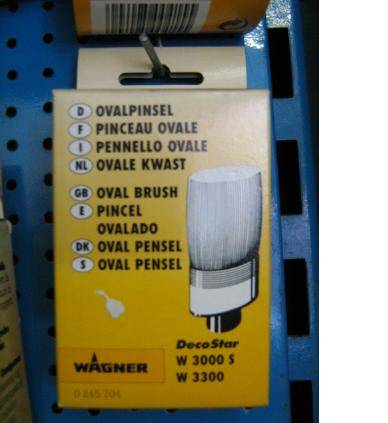 D OVALPINSEL
F PINCEAU OVALE
I PENNELLO OVALE
NL OVALE KWAST
GB OVAL BRUSH
E PINCEL
OVALADO
DK OVAL PENSEL
S OVAL PENSEL
DecoStar
W 3000 S
W 3300
WAGNER
0 245 704